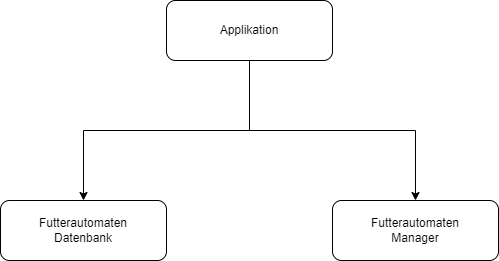 Applikation
Futterautomaten
Datenbank
Futterautomaten
Manager